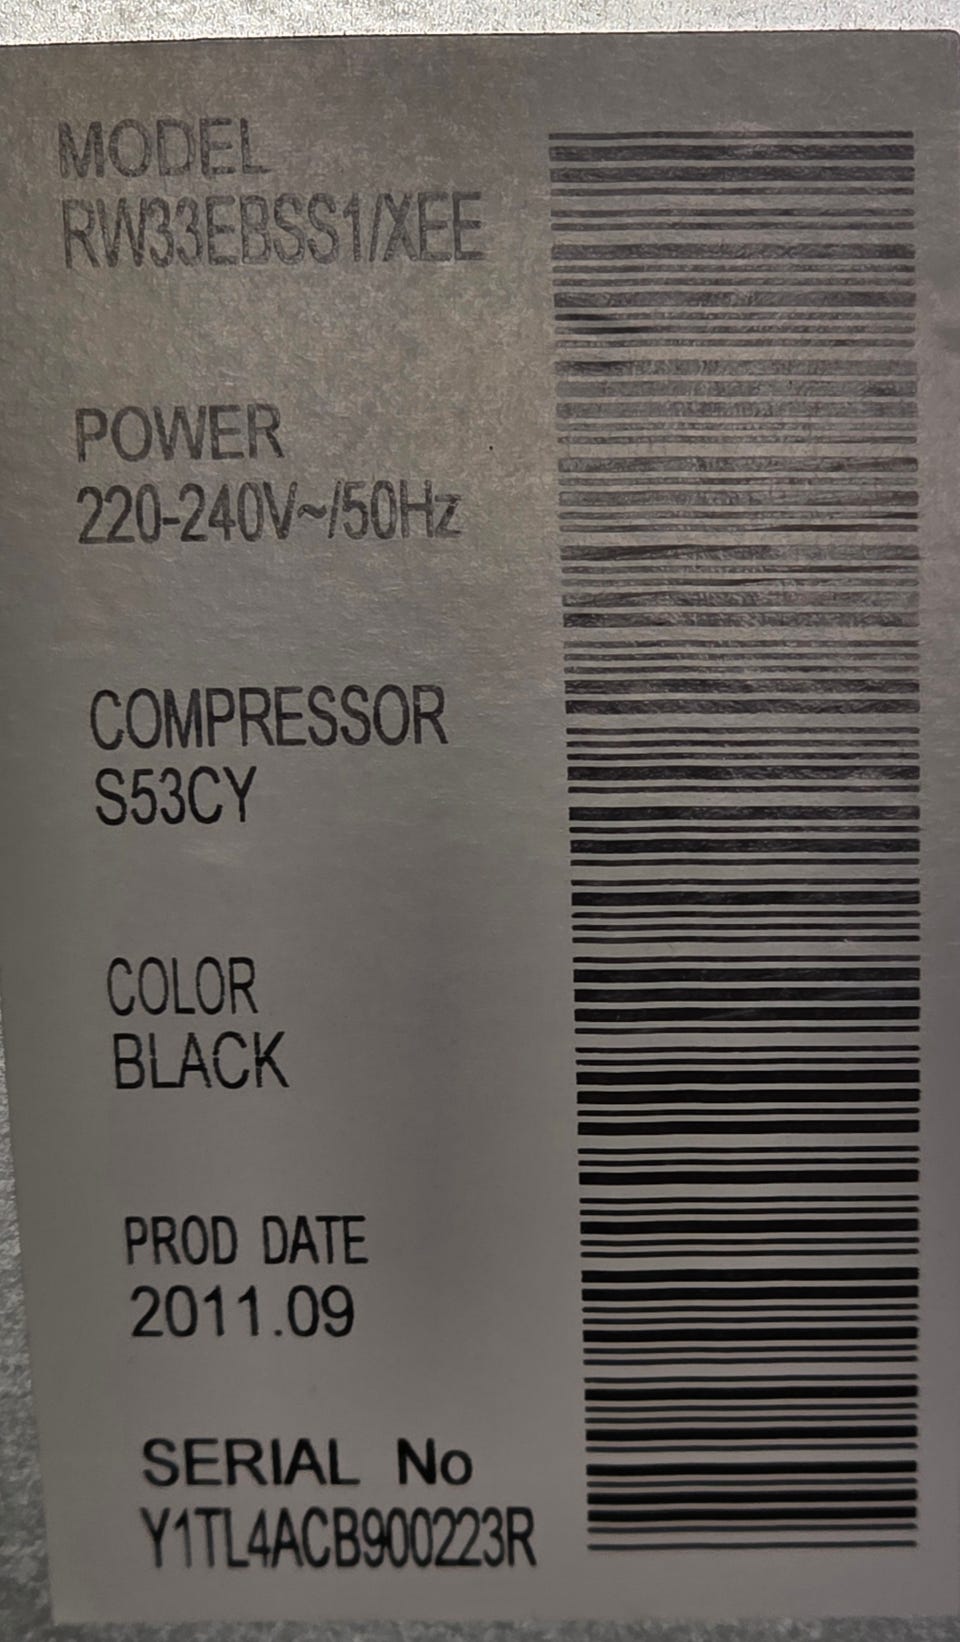 MODEL
RW33EBSS1/XEE
POWER
220-240V~/50Hz
COMPRESSOR
S53CY
COLOR
BLACK
PROD DATE
2011.09
SERIAL No
Y1TL4ACB900223R